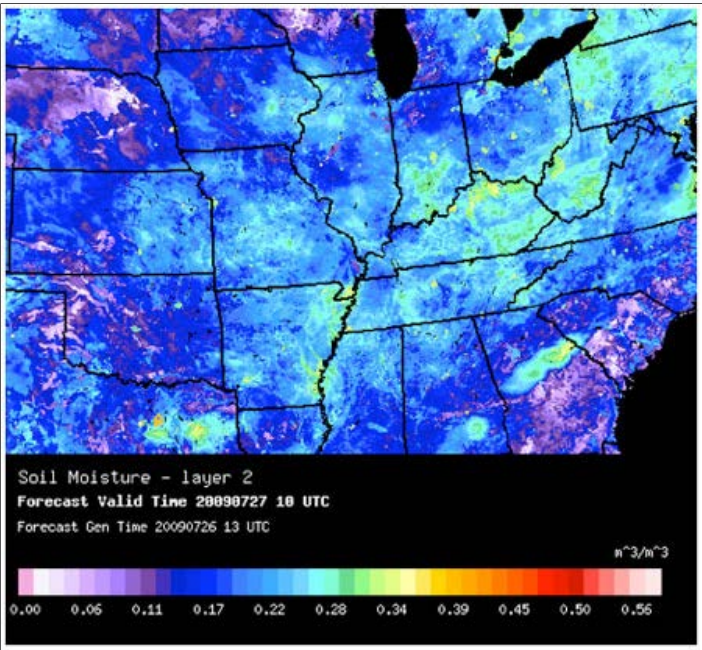 Soil Moisture - layer 2
Forecast Valid Time 20090727 10 UTC
Forecast Gen Time 20090726 13 UTC
m^3/m^3
0.00 0.06 0.11 0.17 0.22 0.28 0.34 0.39 0.45 0.50 0.56